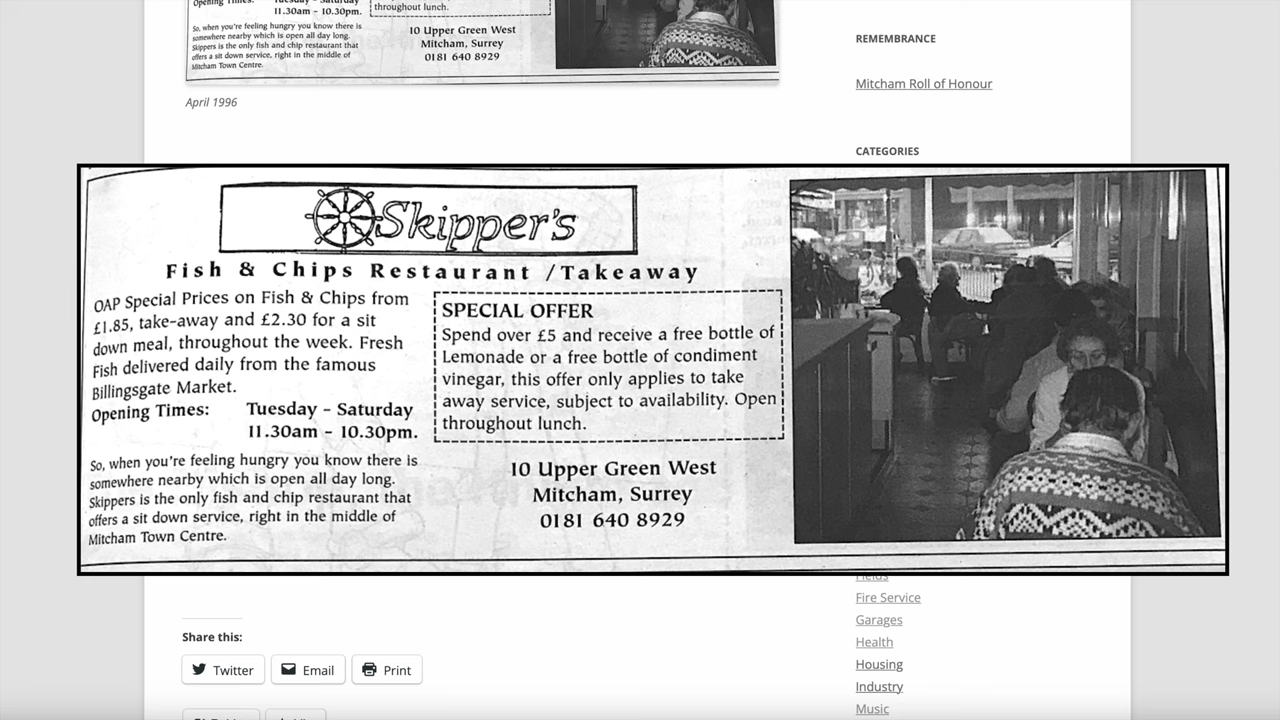 Opening Times: Tuesday - Saturday
11.30am - 10.30pm.
throughout lunch.
So, when you're feeling hungry you know there is
somewhere nearby which is open all day long.
Skippers is the only fish and chip restaurant that
offers a sit down service, right in the middle of
Mitcham Town Centre.
10 Upper Green West
Mitcham, Surrey
0181 640 8929
April 1996
REMEMBRANCE
Mitcham Roll of Honour
CATEGORIES
Skipper's
Fish & Chips Restaurant /Takeaway
OAP Special Prices on Fish & Chips from
£1.85, take-away and £2.30 for a sit
down meal, throughout the week. Fresh
Fish delivered daily from the famous
Billingsgate Market.
Opening Times: Tuesday - Saturday
11.30am - 10.30pm.
So, when you're feeling hungry you know there is
somewhere nearby which is open all day long.
Skippers is the only fish and chip restaurant that
offers a sit down service, right in the middle of
Mitcham Town Centre.
SPECIAL OFFER
Spend over £5 and receive a free bottle of
Lemonade or a free bottle of condiment
vinegar, this offer only applies to take
away service, subject to availability. Open
throughout lunch.
10 Upper Green West
Mitcham, Surrey
0181 640 8929
Fields
Fire Service
Garages
Health
Housing
Industry
Music
Share this:
Twitter
Email
Print